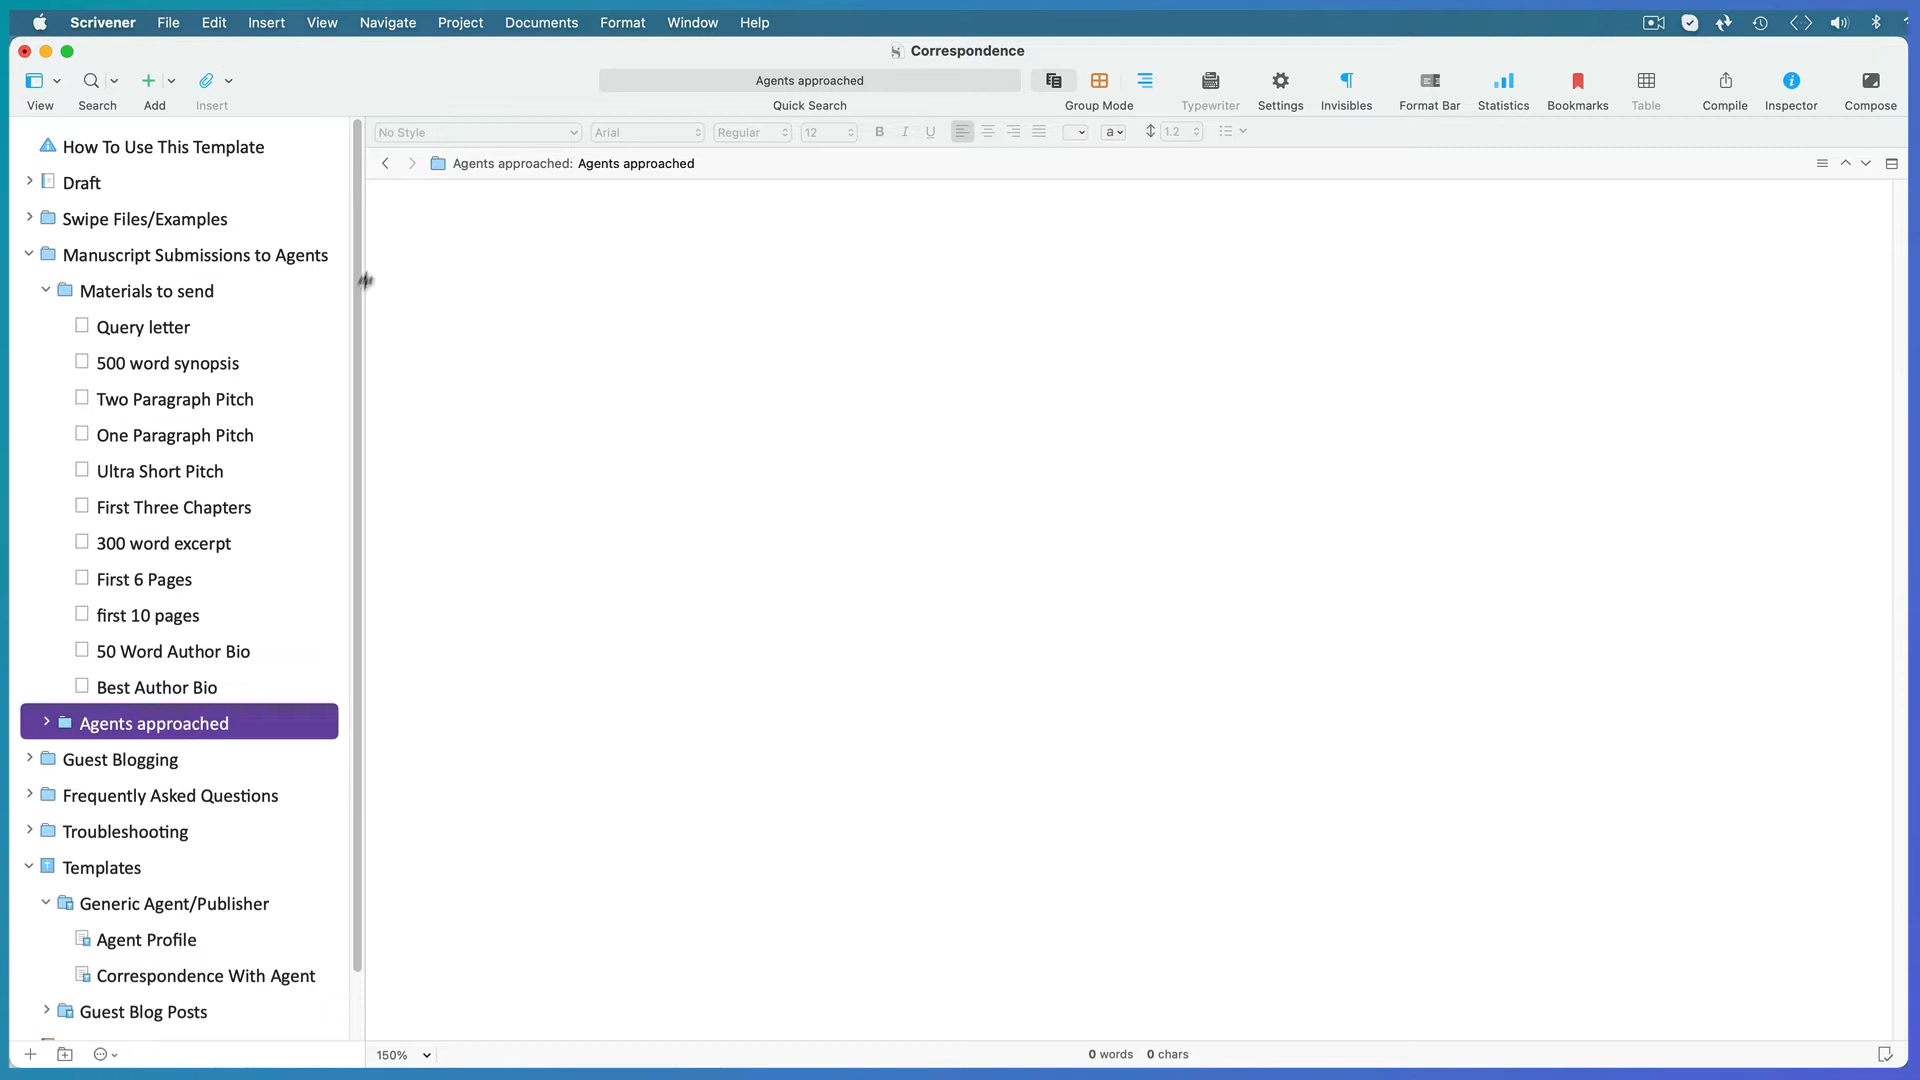 Scrivener File Edit Insert View Navigate Project Documents Format Window Help
Correspondence
Agents approached
View Search Add Insert Quick Search Group Mode Typewriter Settings Invisibles Format Bar Statistics Bookmarks Table Compile Inspector Compose
No Style Arial Regular 12 B I U a 1.2
Agents approached: Agents approached
How To Use This Template
Draft
Swipe Files/Examples
Manuscript Submissions to Agents
Materials to send
Query letter
500 word synopsis
Two Paragraph Pitch
One Paragraph Pitch
Ultra Short Pitch
First Three Chapters
300 word excerpt
First 6 Pages
first 10 pages
50 Word Author Bio
Best Author Bio
Agents approached
Guest Blogging
Frequently Asked Questions
Troubleshooting
Templates
Generic Agent/Publisher
Agent Profile
Correspondence With Agent
Guest Blog Posts
150% 0 words 0 chars